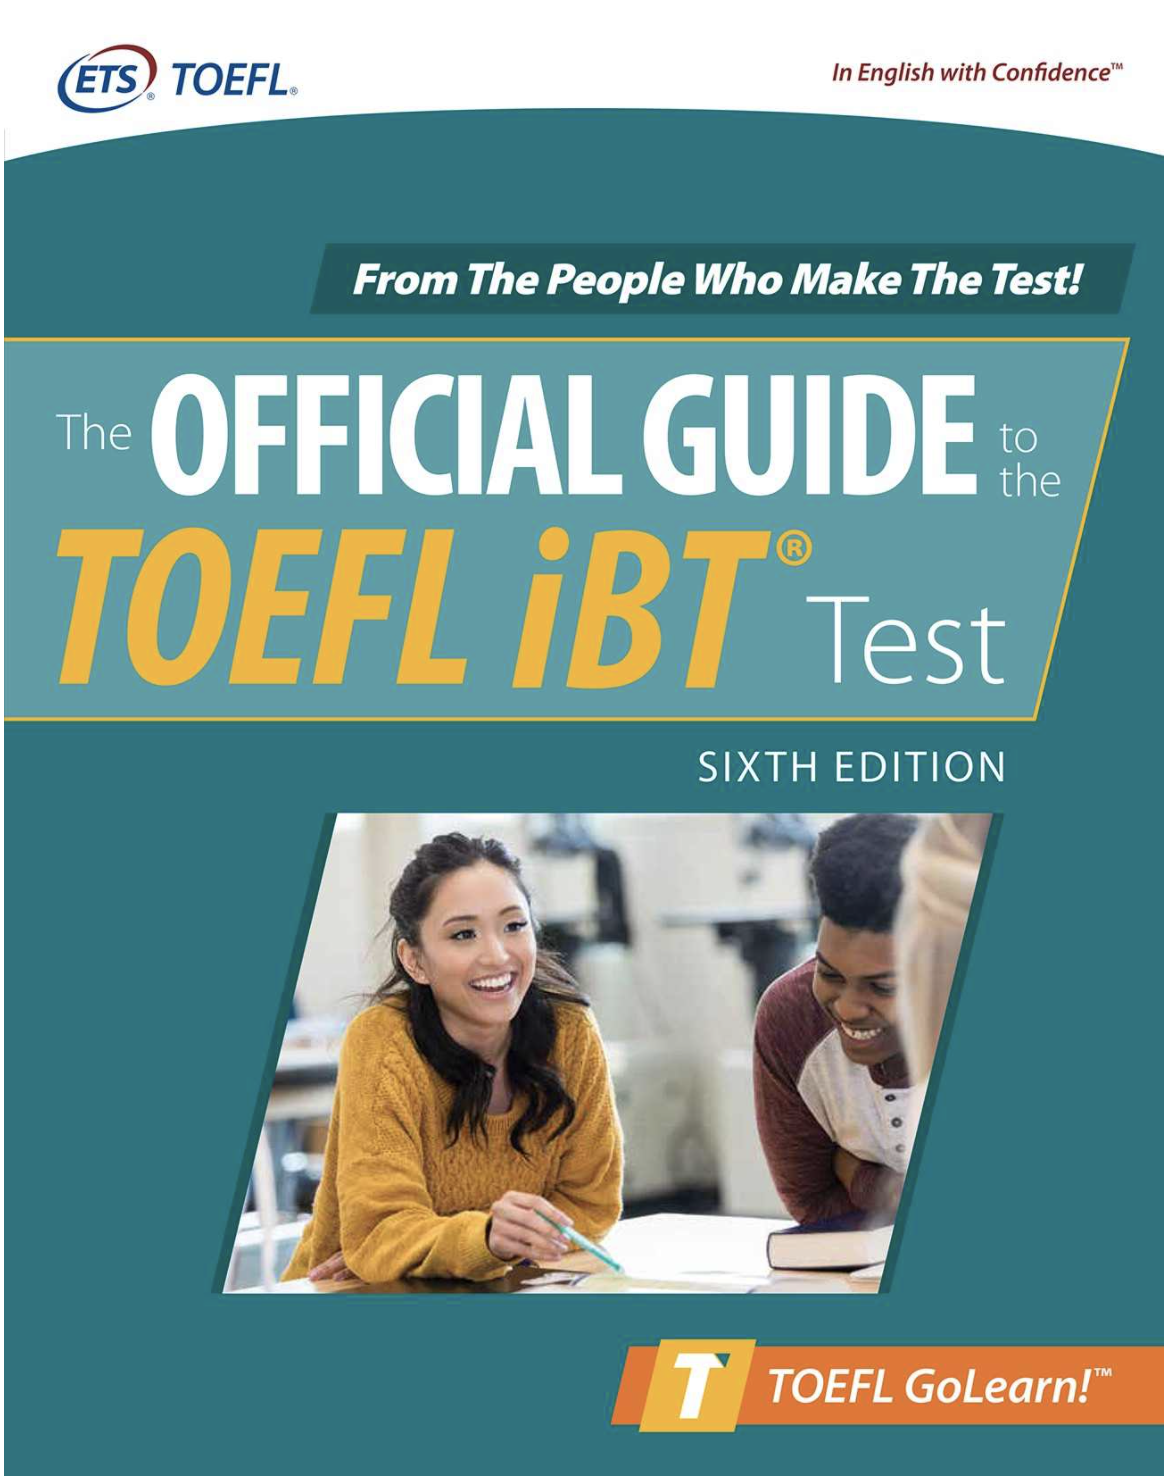 ETS® TOEFL®
In English with Confidence™
From The People Who Make The Test!
The OFFICIAL GUIDE to the
TOEFL iBT® Test
SIXTH EDITION
T TOEFL GoLearn!™